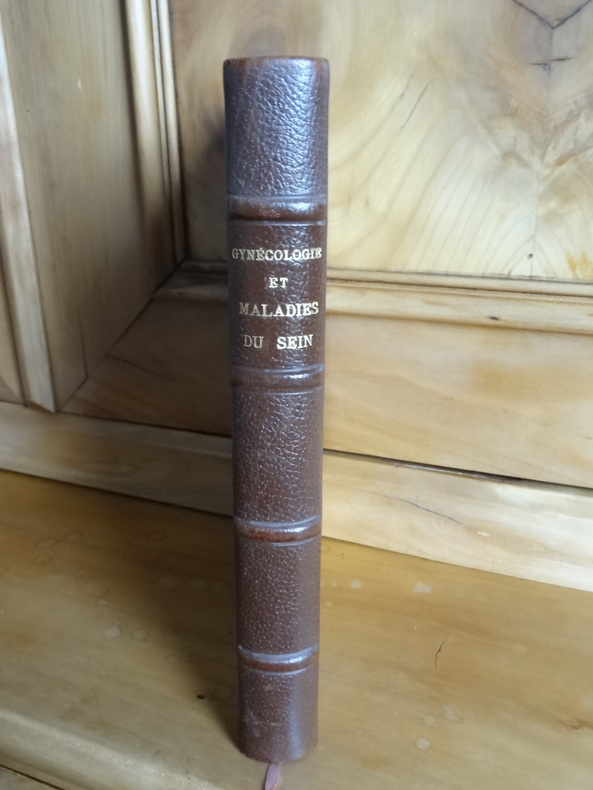 GYNÉCOLOGIE
ET
MALADIES
DU SEIN